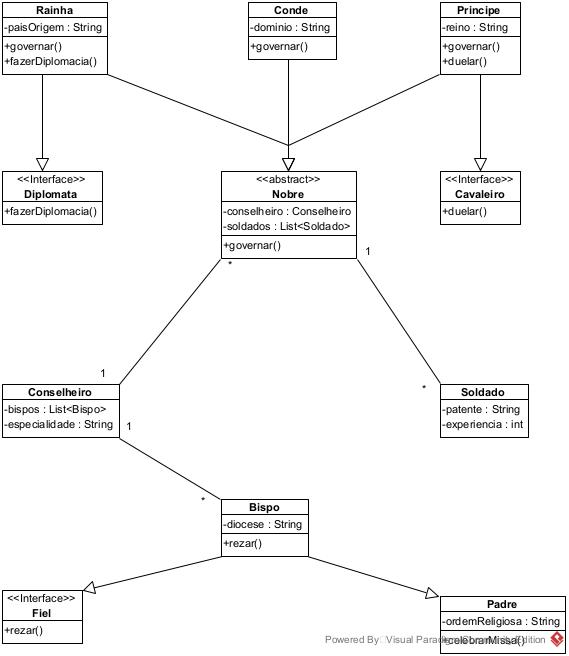 Rainha
-paisOrigem : String
+governar()
+fazerDiplomacia()
Conde
-dominio : String
+governar()
Principe
-reino : String
+governar()
+duelar()
<<Interface>>
Diplomata
+fazerDiplomacia()
<<abstract>>
Nobre
-conselheiro : Conselheiro
-soldados : List<Soldado>
+governar()
<<Interface>>
Cavaleiro
+duelar()
*
1
1
*
Conselheiro
-bispos : List<Bispo>
-especialidade : String
1
Soldado
-patente : String
-experiencia : int
*
Bispo
-diocese : String
+rezar()
<<Interface>>
Fiel
+rezar()
Padre
-ordemReligiosa : String
+celebrarMissa()
Powered By Visual Paradigm Community Edition